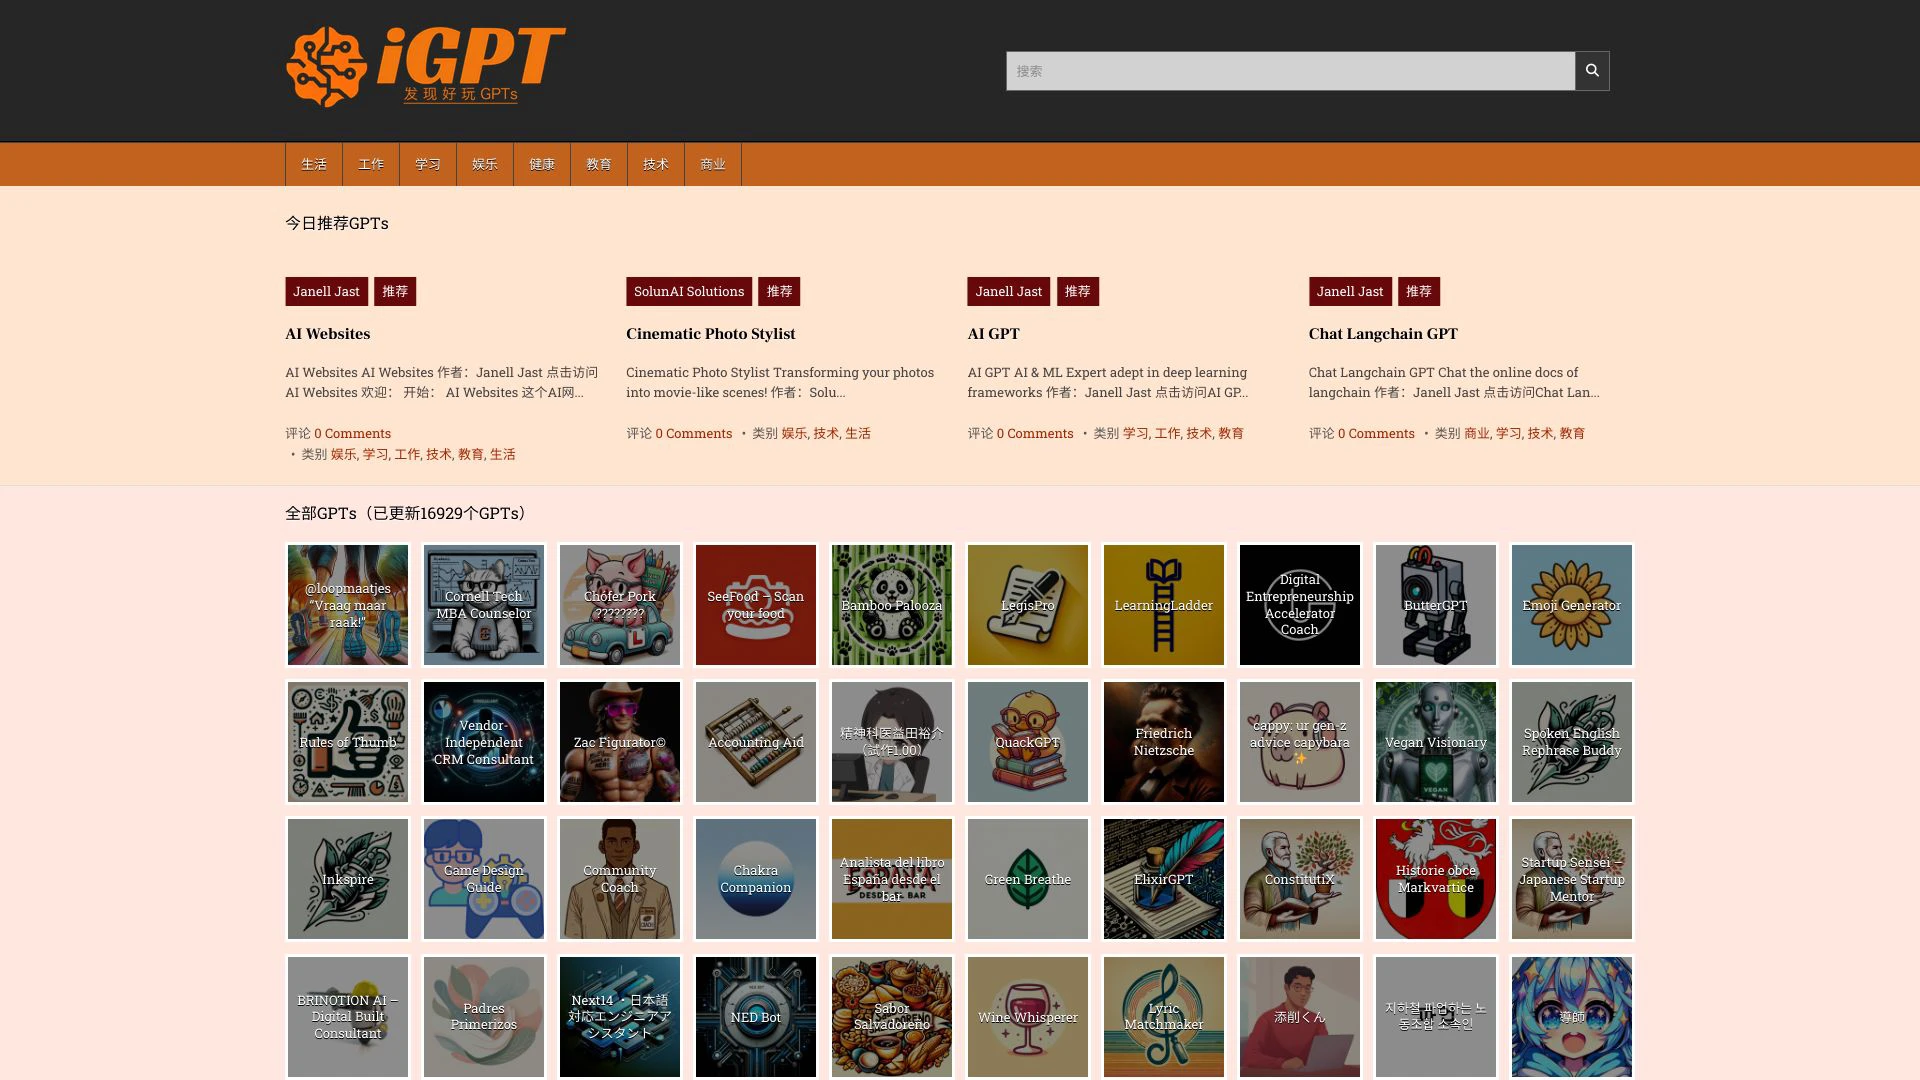 iGPT
发现好玩 GPTs
搜索
生活 工作 学习 娱乐 健康 教育 技术 商业
今日推荐GPTs
Janell Jast 推荐
AI Websites
AI Websites AI Websites 作者：Janell Jast 点击访问
AI Websites 欢迎： 开始： AI Websites 这个AI网...
评论 0 Comments
• 类别 娱乐, 学习, 工作, 技术, 教育, 生活
SolunAI Solutions 推荐
Cinematic Photo Stylist
Cinematic Photo Stylist Transforming your photos
into movie-like scenes! 作者：Solu...
评论 0 Comments • 类别 娱乐, 技术, 生活
Janell Jast 推荐
AI GPT
AI GPT AI & ML Expert adept in deep learning
frameworks 作者：Janell Jast 点击访问AI GP...
评论 0 Comments • 类别 学习, 工作, 技术, 教育
Janell Jast 推荐
Chat Langchain GPT
Chat Langchain GPT Chat the online docs of
langchain 作者：Janell Jast 点击访问Chat Lan...
评论 0 Comments • 类别 商业, 学习, 技术, 教育
全部GPTs（已更新16929个GPTs）
@loopmaatjes
“Vraag maar
raak!”
Cornell Tech
MBA Counselor
Chófer Pork
????????
L
SeeFood – Scan
your food
Bamboo Palooza
LegisPro
LearningLadder
Digital
Entrepreneurship
Accelerator
Coach
ButterGPT
Emoji Generator
Rules of Thumb
Vendor-
Independent
CRM Consultant
Zac Figurator©
Accounting Aid
精神科医益田裕介
（試作1.00）
QuackGPT
Friedrich
Nietzsche
cappy: ur gen-z
advice capybara
✨
Vegan Visionary
VEGAN
Spoken English
Rephrase Buddy
Inkspire
Game Design
Guide
Community
Coach
Chakra
Companion
Analista del libro
España desde el
bar
ESPAÑA
DESDE EL BAR
Green Breathe
ElixirGPT
ConstitutiX
Historie obce
Markvartice
Startup Sensei –
Japanese Startup
Mentor
BRINOTION AI –
Digital Built
Consultant
Padres
Primerizos
Next14 ・日本語
対応エンジニアア
シスタント
NED Bot
Sabor
Salvadoreño
Wine Whisperer
Lyric
Matchmaker
添削くん
지하철 파업하는 노
동조합 소속인
導師